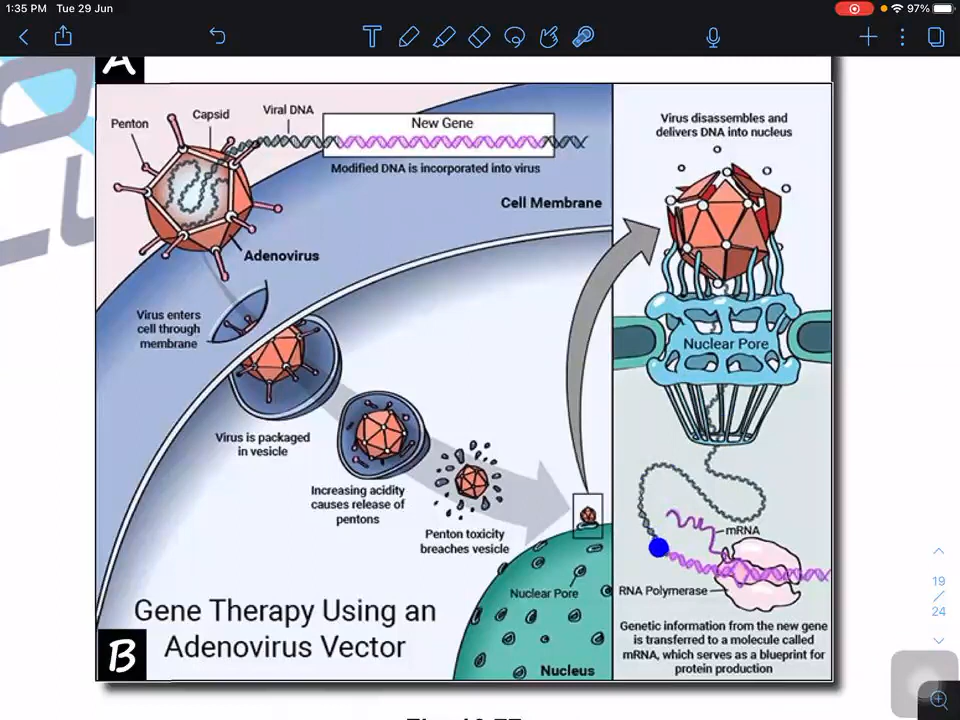 1:35 PM Tue 29 Jun
97%
A
Penton
Capsid
Viral DNA
New Gene
Modified DNA is incorporated into virus
Cell Membrane
Adenovirus
Virus enters
cell through
membrane
Virus is packaged
in vesicle
Increasing acidity
causes release of
pentons
Penton toxicity
breaches vesicle
Nuclear Pore
Nucleus
Gene Therapy Using an
Adenovirus Vector
B
Virus disassembles and
delivers DNA into nucleus
Nuclear Pore
mRNA
RNA Polymerase
Genetic information from the new gene
is transferred to a molecule called
mRNA, which serves as a blueprint for
protein production
19
/
24